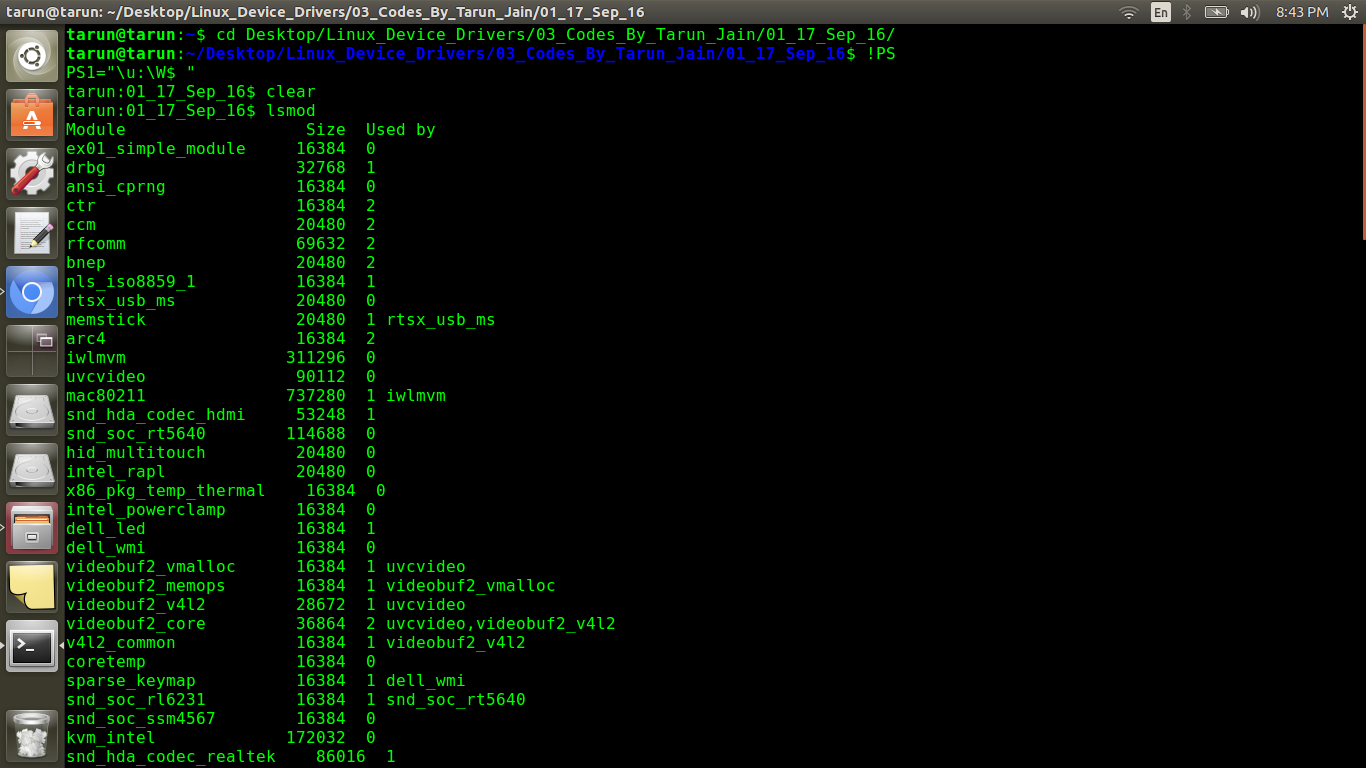 tarun@tarun: ~/Desktop/Linux_Device_Drivers/03_Codes_By_Tarun_Jain/01_17_Sep_16
En
8:43 PM
tarun@tarun:~$ cd Desktop/Linux_Device_Drivers/03_Codes_By_Tarun_Jain/01_17_Sep_16/
tarun@tarun:~/Desktop/Linux_Device_Drivers/03_Codes_By_Tarun_Jain/01_17_Sep_16$ !PS
PS1="\u:\W$ "
tarun:01_17_Sep_16$ clear
tarun:01_17_Sep_16$ lsmod
Module                  Size  Used by
ex01_simple_module     16384  0
drbg                   32768  1
ansi_cprng             16384  0
ctr                    16384  2
ccm                    20480  2
rfcomm                 69632  2
bnep                   20480  2
nls_iso8859_1          16384  1
rtsx_usb_ms            20480  0
memstick               20480  1 rtsx_usb_ms
arc4                   16384  2
iwlmvm                311296  0
uvcvideo               90112  0
mac80211              737280  1 iwlmvm
snd_hda_codec_hdmi     53248  1
snd_soc_rt5640        114688  0
hid_multitouch         20480  0
intel_rapl             20480  0
x86_pkg_temp_thermal    16384  0
intel_powerclamp       16384  0
dell_led               16384  1
dell_wmi               16384  0
videobuf2_vmalloc      16384  1 uvcvideo
videobuf2_memops       16384  1 videobuf2_vmalloc
videobuf2_v4l2         28672  1 uvcvideo
videobuf2_core         36864  2 uvcvideo,videobuf2_v4l2
v4l2_common            16384  1 videobuf2_v4l2
coretemp               16384  0
sparse_keymap          16384  1 dell_wmi
snd_soc_rl6231         16384  1 snd_soc_rt5640
snd_soc_ssm4567        16384  0
kvm_intel             172032  0
snd_hda_codec_realtek    86016  1